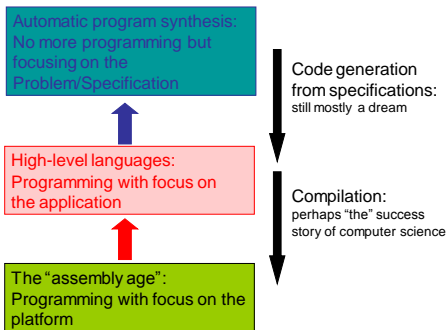 Automatic program synthesis:
No more programming but
focusing on the
Problem/Specification
Code generation
from specifications:
still mostly a dream
High-level languages:
Programming with focus on
the application
Compilation:
perhaps “the” success
story of computer science
The “assembly age”:
Programming with focus on the
platform